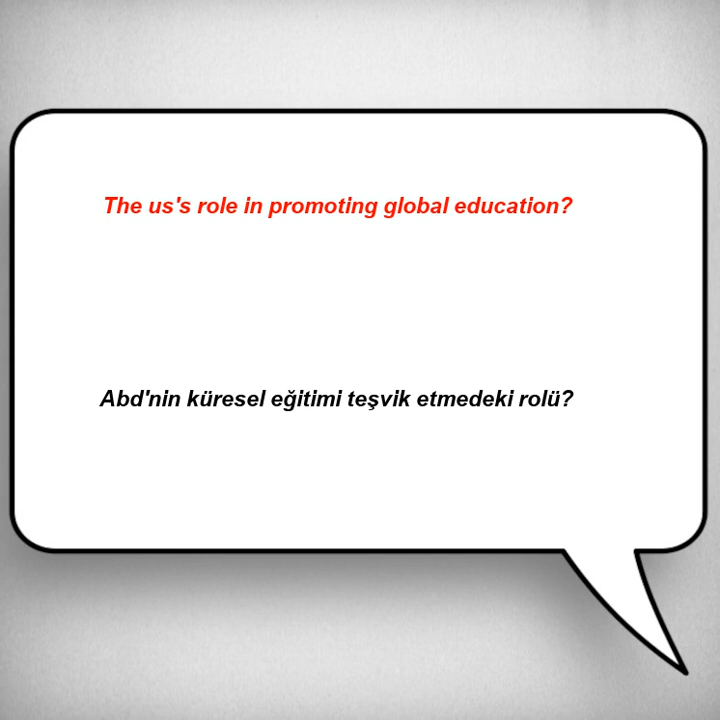 The us's role in promoting global education?
Abd'nin küresel eğitimi teşvik etmedeki rolü?